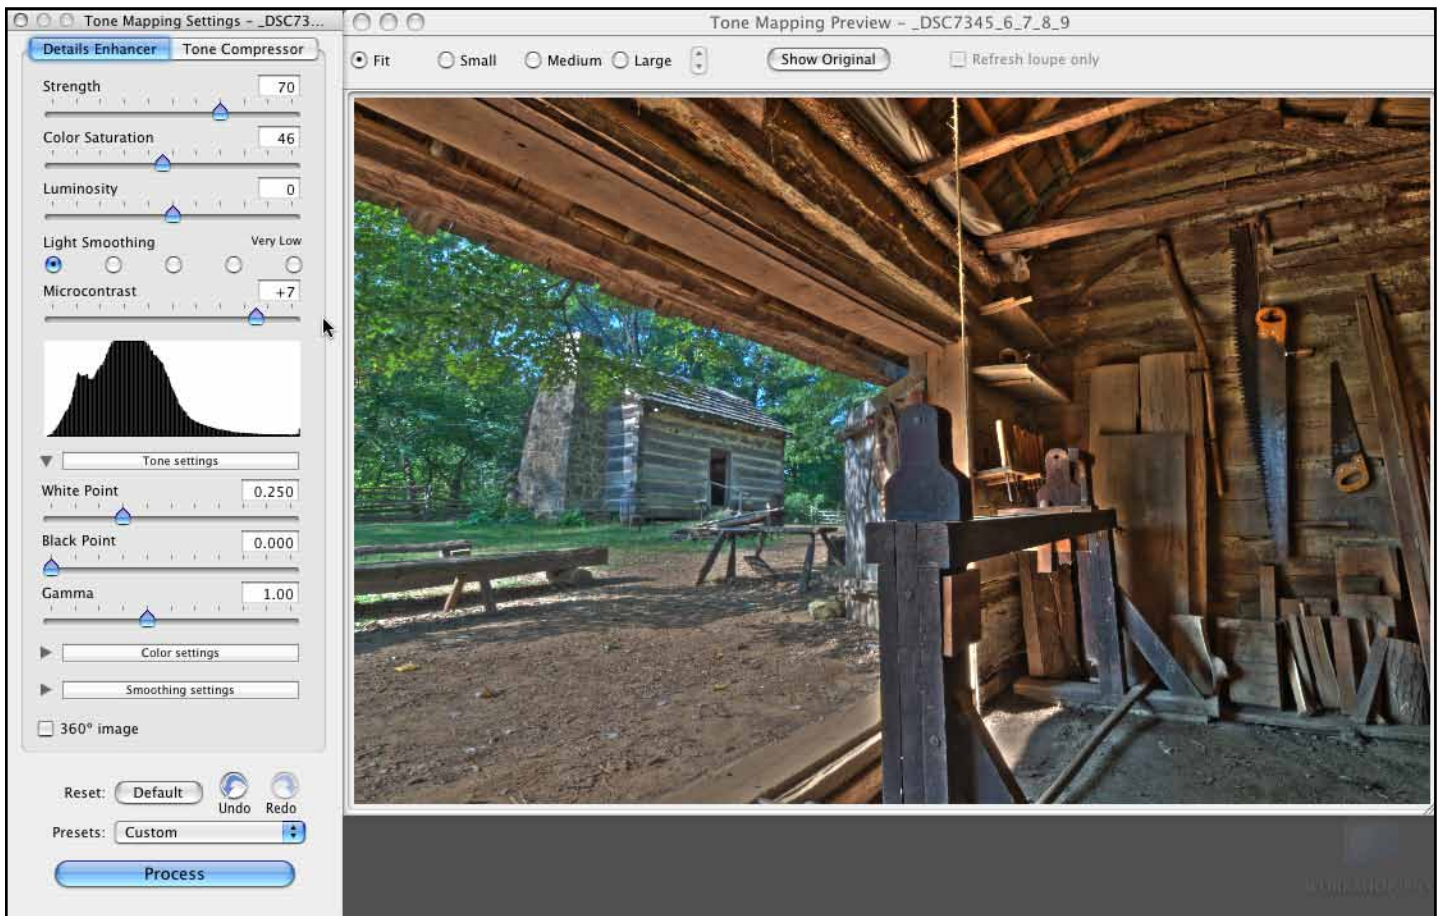 Tone Mapping Settings – _DSC73...
Details Enhancer Tone Compressor
Strength 70
Color Saturation 46
Luminosity 0
Light Smoothing Very Low
Microcontrast +7
Tone settings
White Point 0.250
Black Point 0.000
Gamma 1.00
Color settings
Smoothing settings
360° image
Reset: Default
Undo Redo
Presets: Custom
Process
Tone Mapping Preview – _DSC7345_6_7_8_9
Fit Small Medium Large Show Original Refresh loupe only